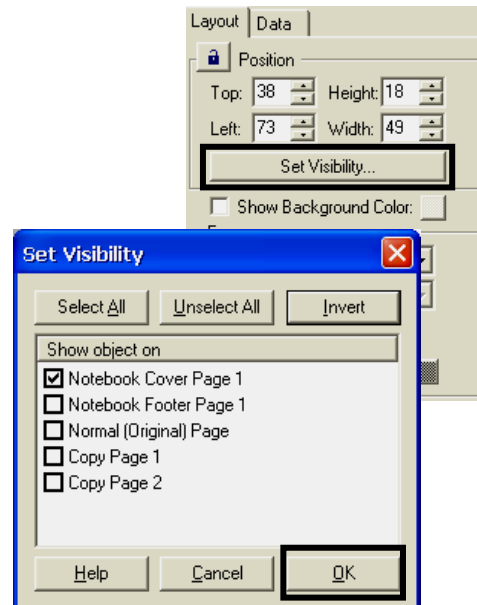 Layout Data
Position
Top: 38 Height: 18
Left: 73 Width: 49
Set Visibility...
Show Background Color:
Set Visibility
Select All Unselect All Invert
Show object on
Notebook Cover Page 1
Notebook Footer Page 1
Normal (Original) Page
Copy Page 1
Copy Page 2
Help Cancel OK